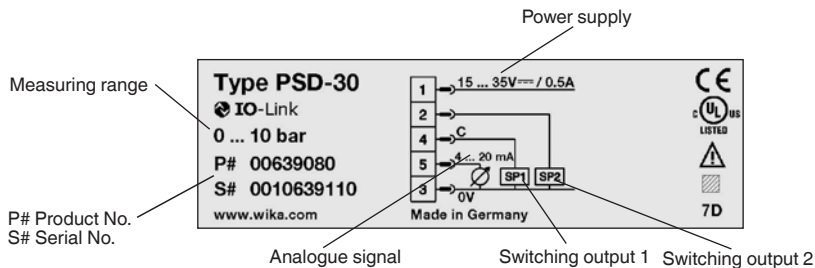 Power supply
Measuring range
Type PSD-30
IO-Link
0 ... 10 bar
P# 00639080
S# 0010639110
www.wika.com
1
2
4
5
3
15 ... 35V⎓ / 0.5A
C
4 ... 20 mA
SP1
SP2
0V
Made in Germany
CE
C UL US
LISTED
7D
P# Product No.
S# Serial No.
Analogue signal
Switching output 1
Switching output 2